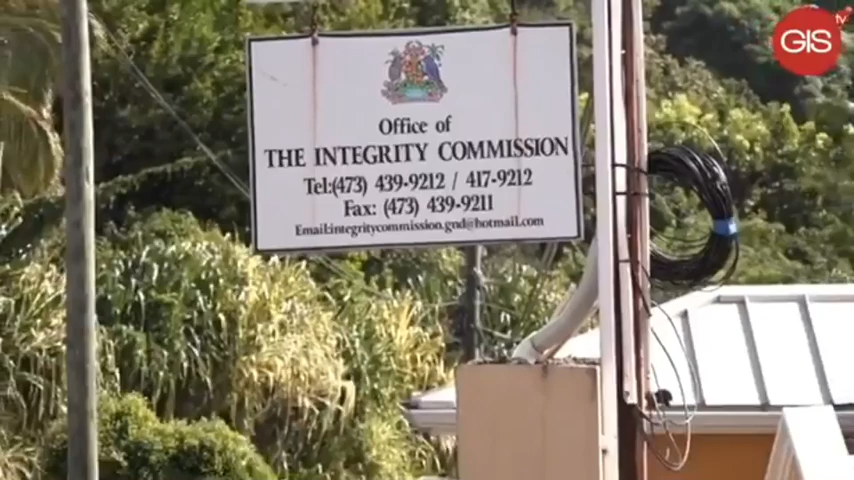 GIS tv
Office of
THE INTEGRITY COMMISSION
Tel:(473) 439-9212 / 417-9212
Fax: (473) 439-9211
Email:integritycommission.gnd@hotmail.com